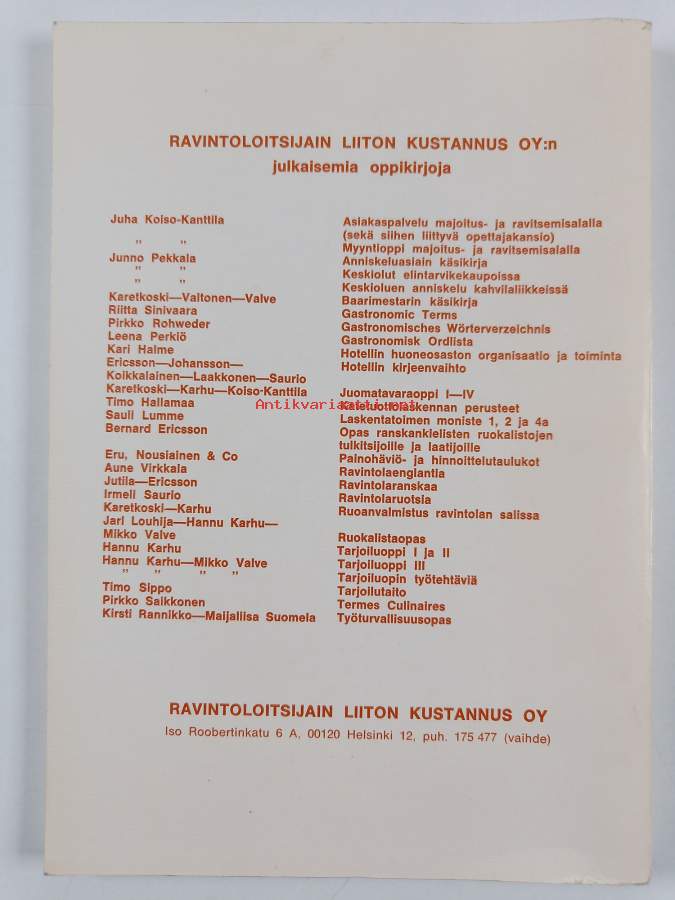 RAVINTOLOITSIJAIN LIITON KUSTANNUS OY:n
julkaisemia oppikirjoja
Juha Koiso-Kanttila Asiakaspalvelu majoitus- ja ravitsemisalalla
(sekä siihen liittyvä opettajakansio)
” ” Myyntioppi majoitus- ja ravitsemisalalla
Junno Pekkala Anniskeluasiain käsikirja
” ” Keskiolut elintarvikekaupoissa
” ” Keskioluen anniskelu kahvilaliikkeissä
Karetkoski—Valtonen—Valve Baarimestarin käsikirja
Riitta Sinivaara Gastronomic Terms
Pirkko Rohweder Gastronomisches Wörterverzeichnis
Leena Perkiö Gastronomisk Ordlista
Kari Halme Hotellin huoneosaston organisaatio ja toiminta
Ericsson—Johansson— Hotellin kirjeenvaihto
Koikkalainen—Laakkonen—Saurio
Karetkoski—Karhu—Koiso-Kanttila Juomatavaraoppi I—IV
Timo Hallamaa Katetuottolaskennan perusteet
Antikvariaatti.net
Sauli Lumme Laskentatoimen moniste 1, 2 ja 4a
Bernard Ericsson Opas ranskankielisten ruokalistojen
tulkitsijoille ja laatijoille
Eru, Nousiainen & Co Painohäviö- ja hinnoittelutaulukot
Aune Virkkala Ravintolaenglantia
Jutila—Ericsson Ravintolaranskaa
Irmeli Saurio Ravintolaruotsia
Karetkoski—Karhu Ruoanvalmistus ravintolan salissa
Jarl Louhija—Hannu Karhu—
Mikko Valve Ruokalistaopas
Hannu Karhu Tarjoiluoppi I ja II
Hannu Karhu—Mikko Valve Tarjoiluoppi III
” ” ” ” Tarjoiluopin työtehtäviä
Timo Sippo Tarjoilutaito
Pirkko Salkkonen Termes Culinaires
Kirsti Rannikko—Maijaliisa Suomela Työturvallisuusopas
RAVINTOLOITSIJAIN LIITON KUSTANNUS OY
Iso Roobertinkatu 6 A, 00120 Helsinki 12, puh. 175 477 (vaihde)